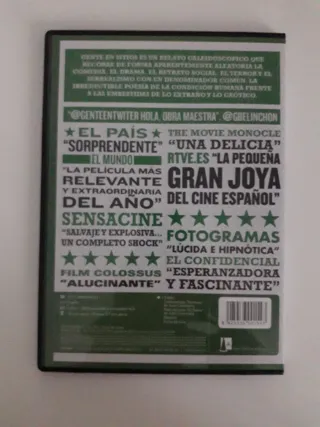 GENTE EN SITIOS ES UN RELATO CALEIDOSCÓPICO
QUE RECORRE DE FORMA APARENTEMENTE ALEATORIA LA
COMEDIA, EL DRAMA, EL RETRATO SOCIAL, EL TERROR Y EL
SURREALISMO CON UN DENOMINADOR COMÚN: LA
IRREDUCTIBLE POESÍA DE LA CONDICIÓN HUMANA FRENTE
A LAS EMBESTIDAS DE LO EXTRAÑO Y LO CAÓTICO.
"@GENTEENTWITER HOLA, OBRA MAESTRA" @GBELINCHON
EL PAÍS
"SORPRENDENTE"
EL MUNDO
"LA PELÍCULA MÁS
RELEVANTE
Y EXTRAORDINARIA
DEL AÑO"
SENSACINE
"SALVAJE Y EXPLOSIVA...
UN COMPLETO SHOCK"
FILM COLOSSUS
"ALUCINANTE"
THE MOVIE MONOCLE
"UNA DELICIA"
RTVE.ES "LA PEQUEÑA
GRAN JOYA
DEL CINE ESPAÑOL"
FOTOGRAMAS
"LÚCIDA E HIPNÓTICA"
EL CONFIDENCIAL
"ESPERANZADORA
Y FASCINANTE"